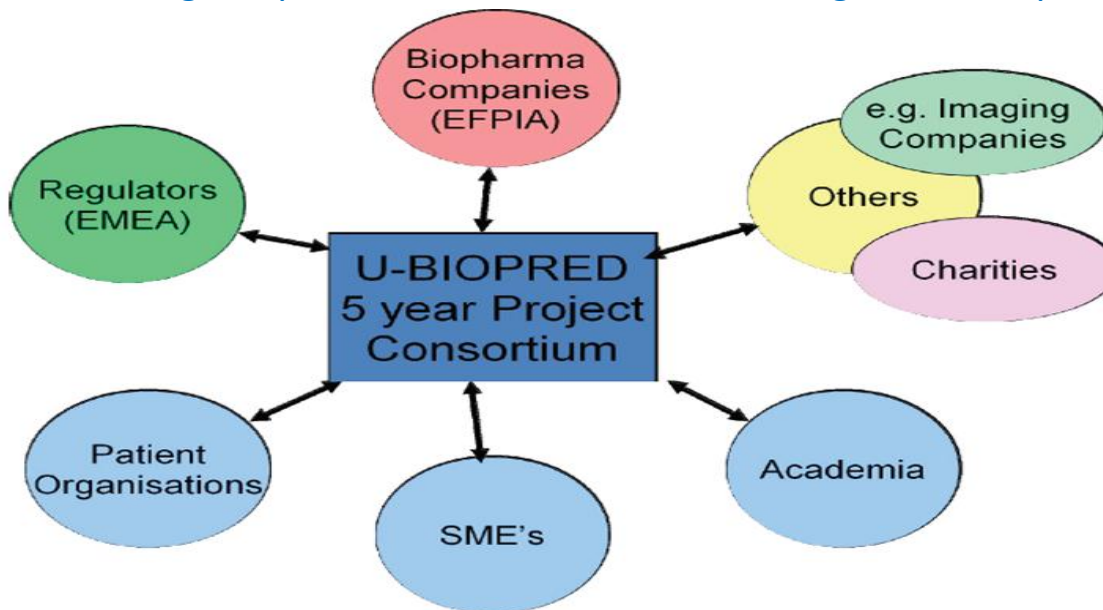 Biopharma
Companies
(EFPIA)
e.g. Imaging
Companies
Regulators
(EMEA)
Others
Charities
U-BIOPRED
5 year Project
Consortium
Patient
Organisations
SME's
Academia